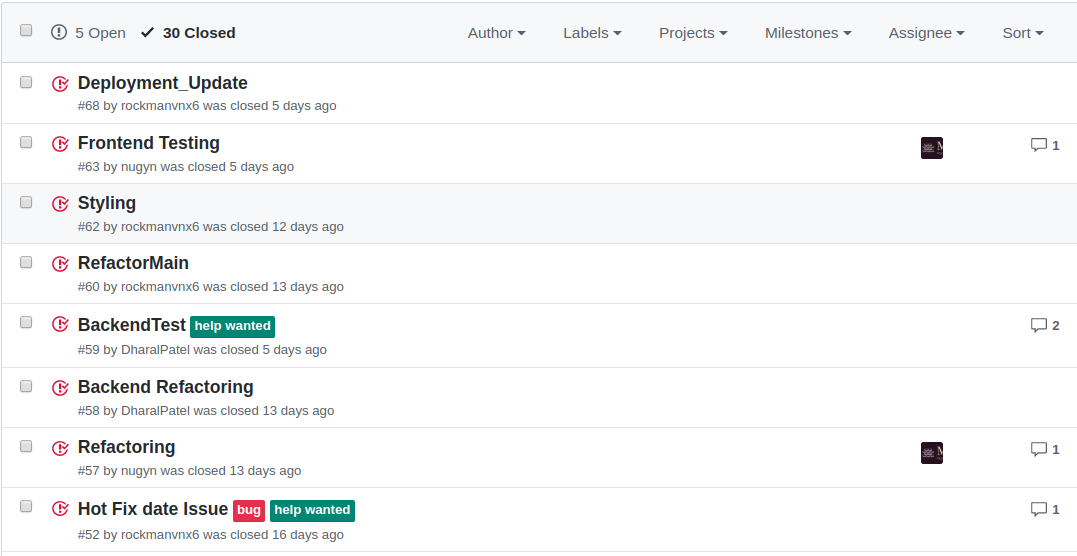 5 Open 30 Closed Author Labels Projects Milestones Assignee Sort
Deployment_Update
#68 by rockmanvnx6 was closed 5 days ago
Frontend Testing 1
#63 by nugyn was closed 5 days ago
Styling
#62 by rockmanvnx6 was closed 12 days ago
RefactorMain
#60 by rockmanvnx6 was closed 13 days ago
BackendTest help wanted 2
#59 by DharalPatel was closed 5 days ago
Backend Refactoring
#58 by DharalPatel was closed 13 days ago
Refactoring 1
#57 by nugyn was closed 13 days ago
Hot Fix date Issue bug help wanted 1
#52 by rockmanvnx6 was closed 16 days ago